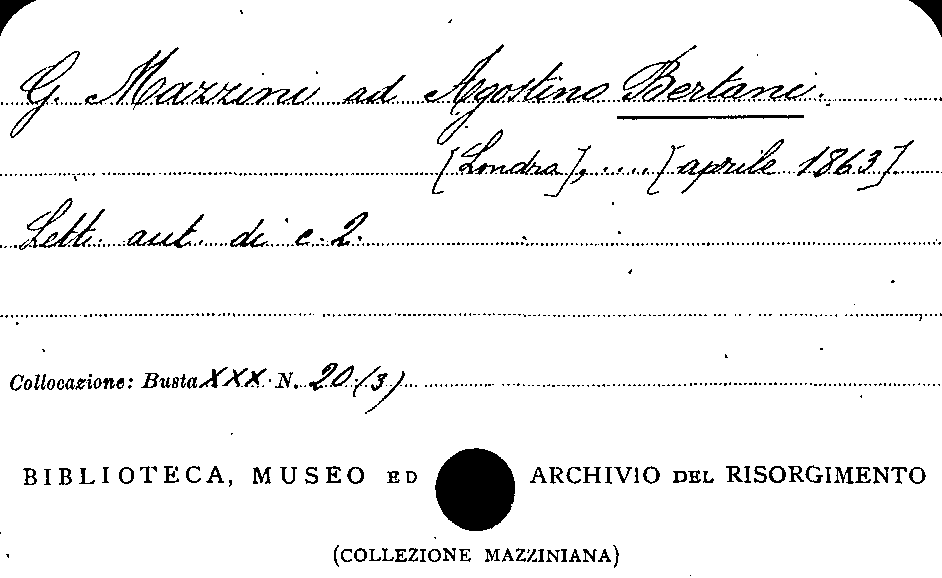 G. Mazzini ad Agostino Bertani.
[Londra], .... [aprile 1863].
Lett. aut. di c. 2.
Collocazione: Busta XXX N. 20 (3)
BIBLIOTECA, MUSEO ED ARCHIVIO DEL RISORGIMENTO
(COLLEZIONE MAZZINIANA)